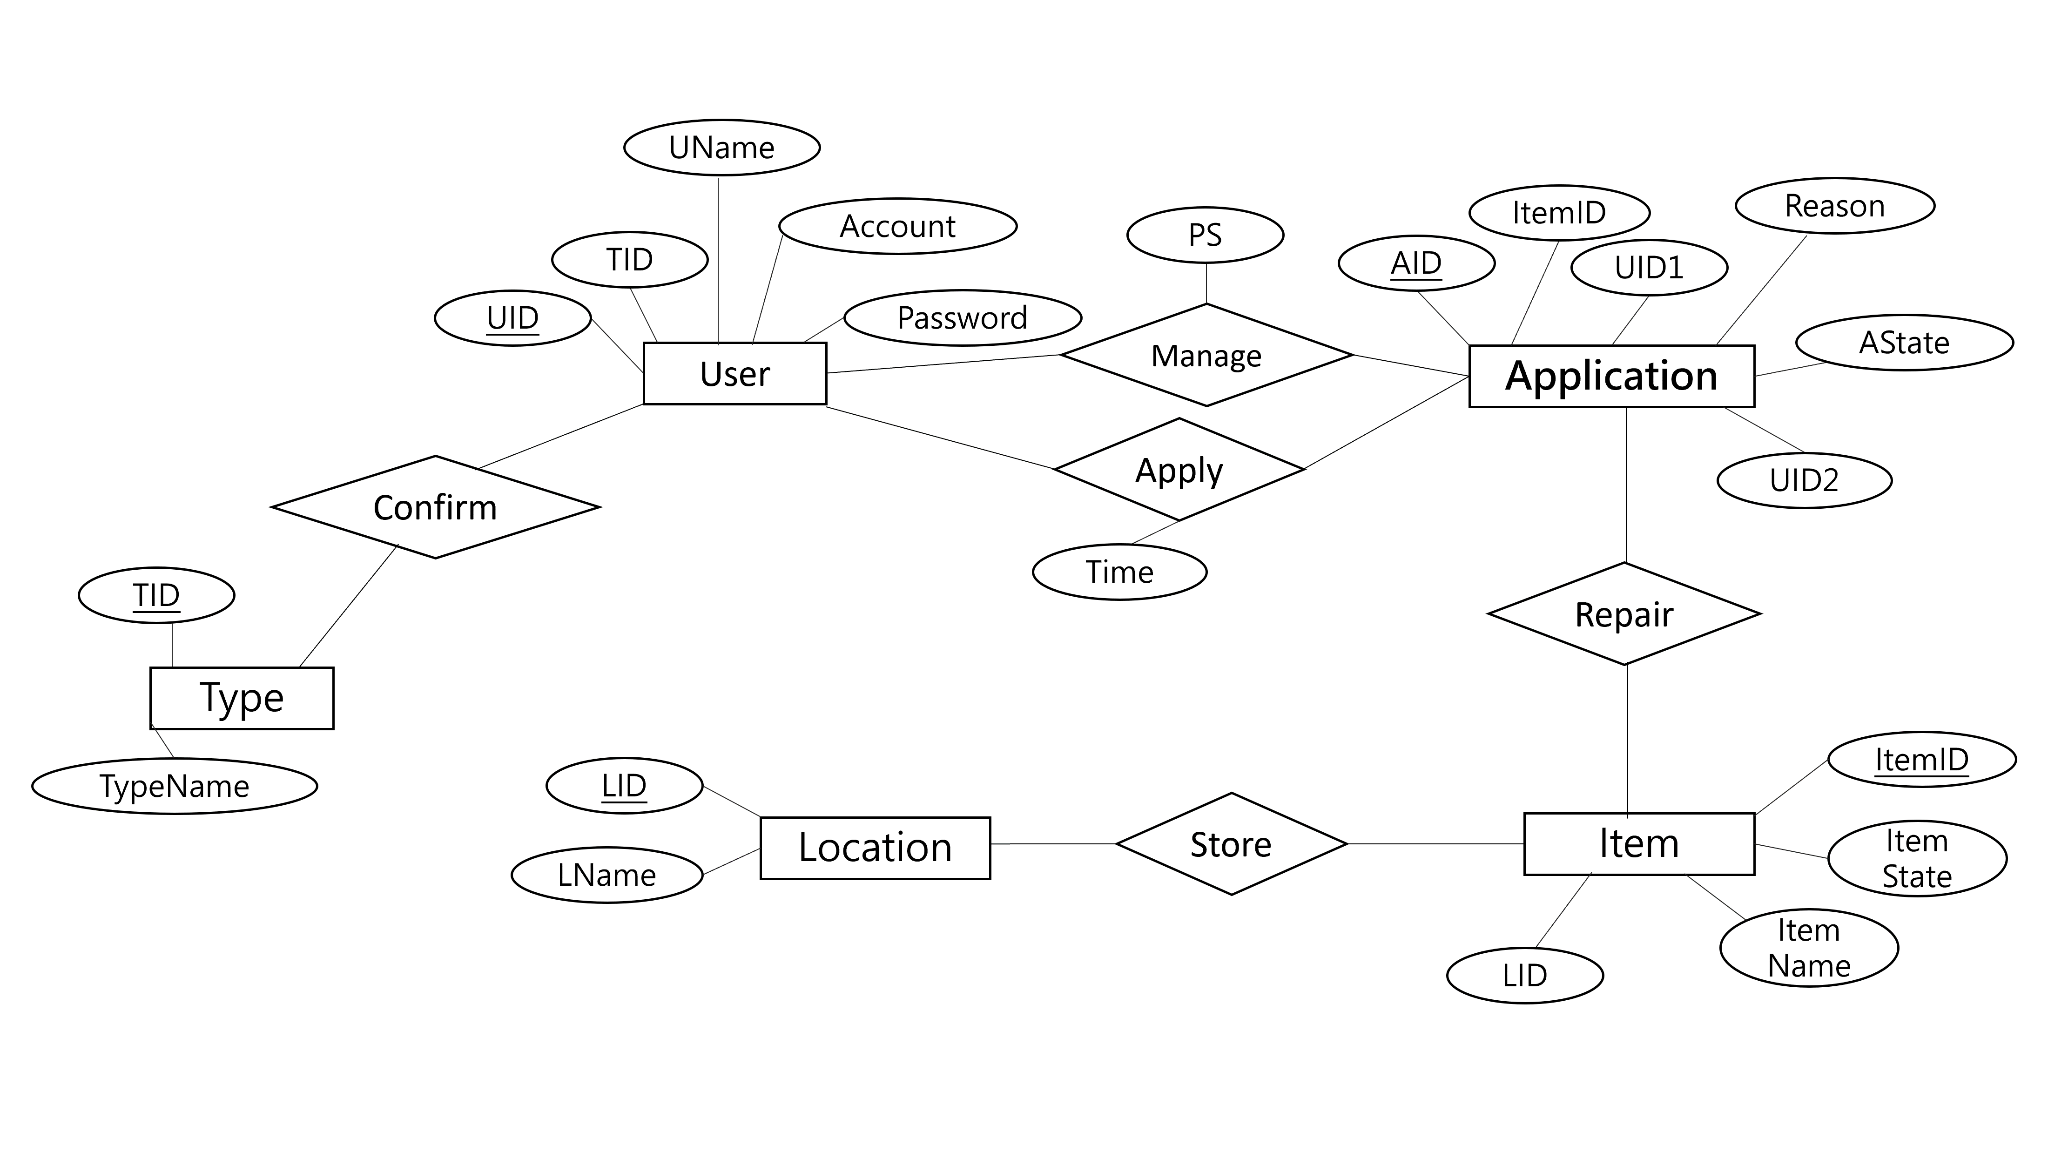 UName
Account
TID
UID
Password
User
PS
Manage
Apply
Time
AID
ItemID
UID1
Reason
AState
Application
UID2
Confirm
TID
Type
TypeName
Repair
LID
LName
Location
Store
Item
ItemID
Item
State
Item
Name
LID